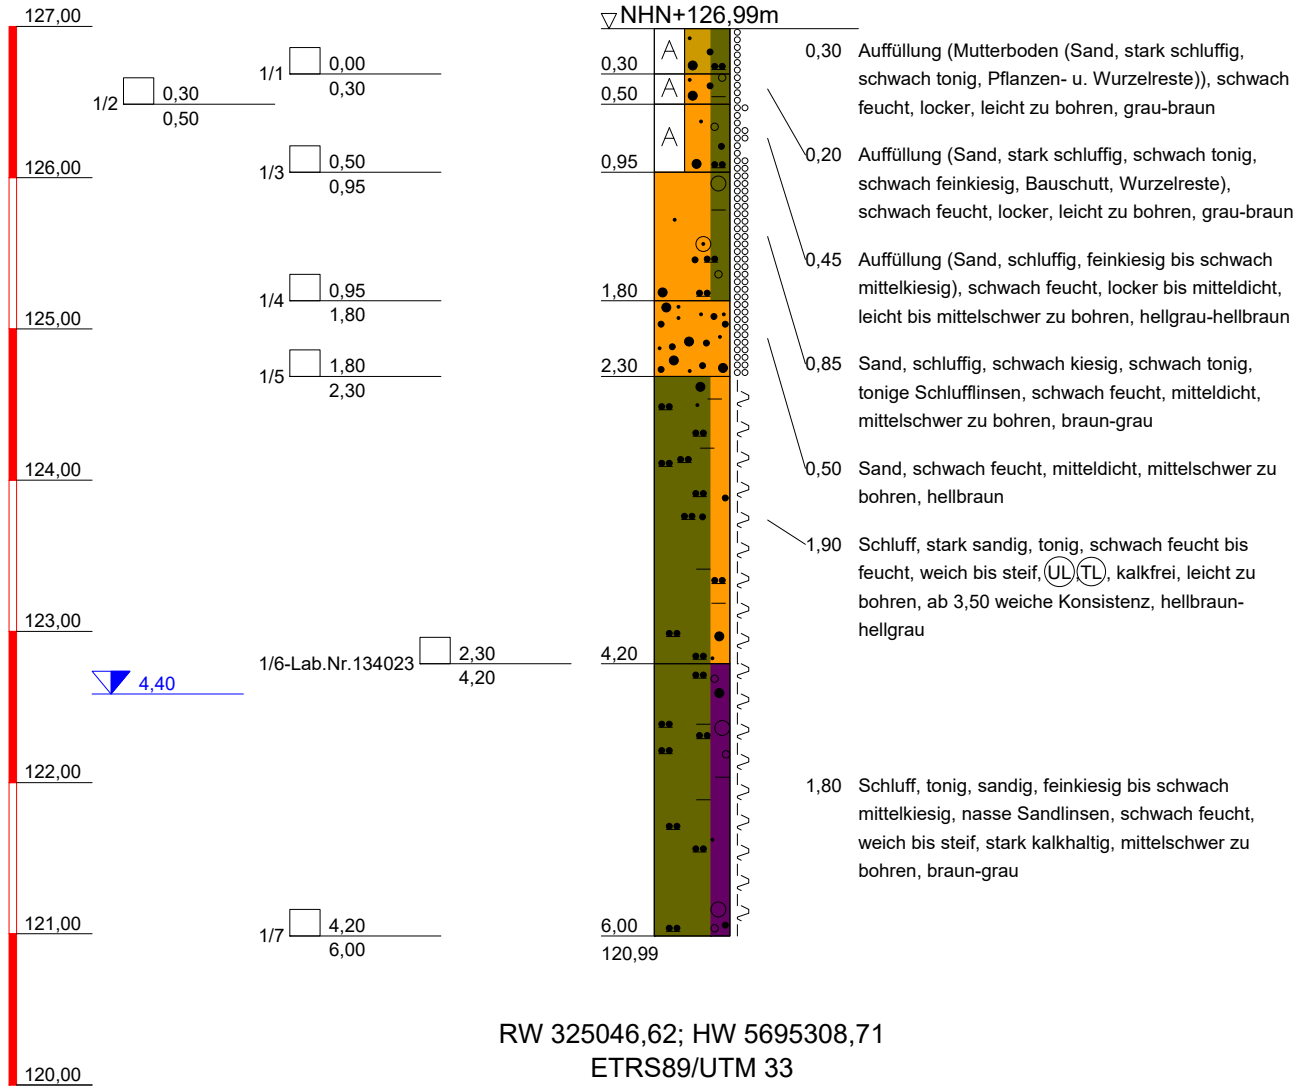 127,00
126,00
125,00
124,00
123,00
122,00
121,00
120,00
4,40
1/1
0,00
0,30
1/2
0,30
0,50
1/3
0,50
0,95
1/4
0,95
1,80
1/5
1,80
2,30
1/6-Lab.Nr.134023
2,30
4,20
1/7
4,20
6,00
NHN+126,99m
0,30
0,50
0,95
1,80
2,30
4,20
6,00
120,99
A
A
A
0,30 Auffüllung (Mutterboden (Sand, stark schluffig,
schwach tonig, Pflanzen- u. Wurzelreste)), schwach
feucht, locker, leicht zu bohren, grau-braun
0,20 Auffüllung (Sand, stark schluffig, schwach tonig,
schwach feinkiesig, Bauschutt, Wurzelreste),
schwach feucht, locker, leicht zu bohren, grau-braun
0,45 Auffüllung (Sand, schluffig, feinkiesig bis schwach
mittelkiesig), schwach feucht, locker bis mitteldicht,
leicht bis mittelschwer zu bohren, hellgrau-hellbraun
0,85 Sand, schluffig, schwach kiesig, schwach tonig,
tonige Schlufflinsen, schwach feucht, mitteldicht,
mittelschwer zu bohren, braun-grau
0,50 Sand, schwach feucht, mitteldicht, mittelschwer zu
bohren, hellbraun
1,90 Schluff, stark sandig, tonig, schwach feucht bis
feucht, weich bis steif, UL, TL, kalkfrei, leicht zu
bohren, ab 3,50 weiche Konsistenz, hellbraun-
hellgrau
1,80 Schluff, tonig, sandig, feinkiesig bis schwach
mittelkiesig, nasse Sandlinsen, schwach feucht,
weich bis steif, stark kalkhaltig, mittelschwer zu
bohren, braun-grau
RW 325046,62; HW 5695308,71
ETRS89/UTM 33